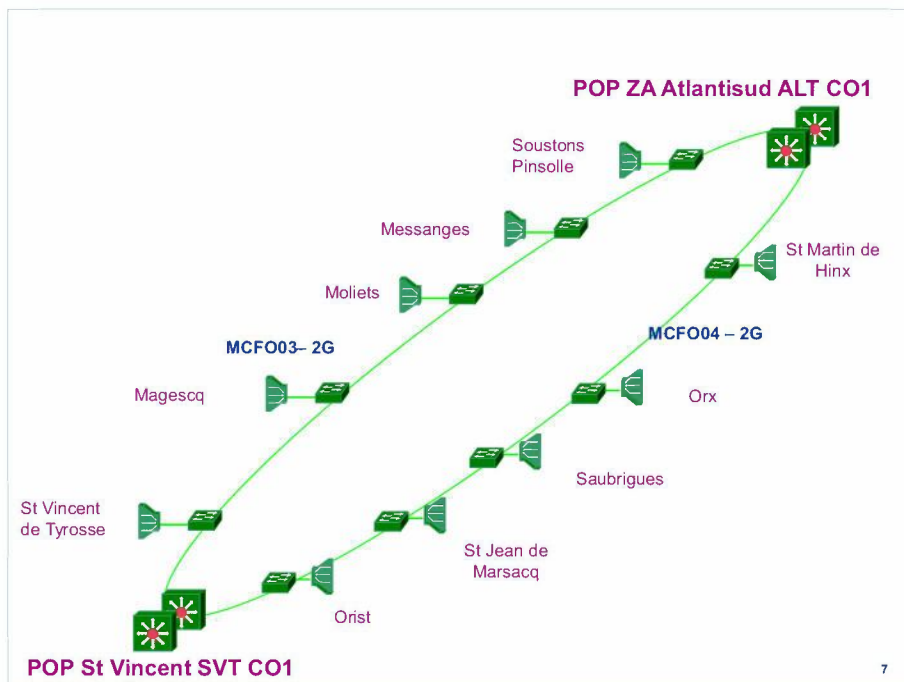 POP ZA Atlantisud ALT CO1
Soustons
Pinsolle
Messanges
St Martin de
Hinx
Moliets
MCFO03– 2G
MCFO04 – 2G
Magescq
Orx
Saubrigues
St Vincent
de Tyrosse
St Jean de
Marsacq
Orist
POP St Vincent SVT CO1
7